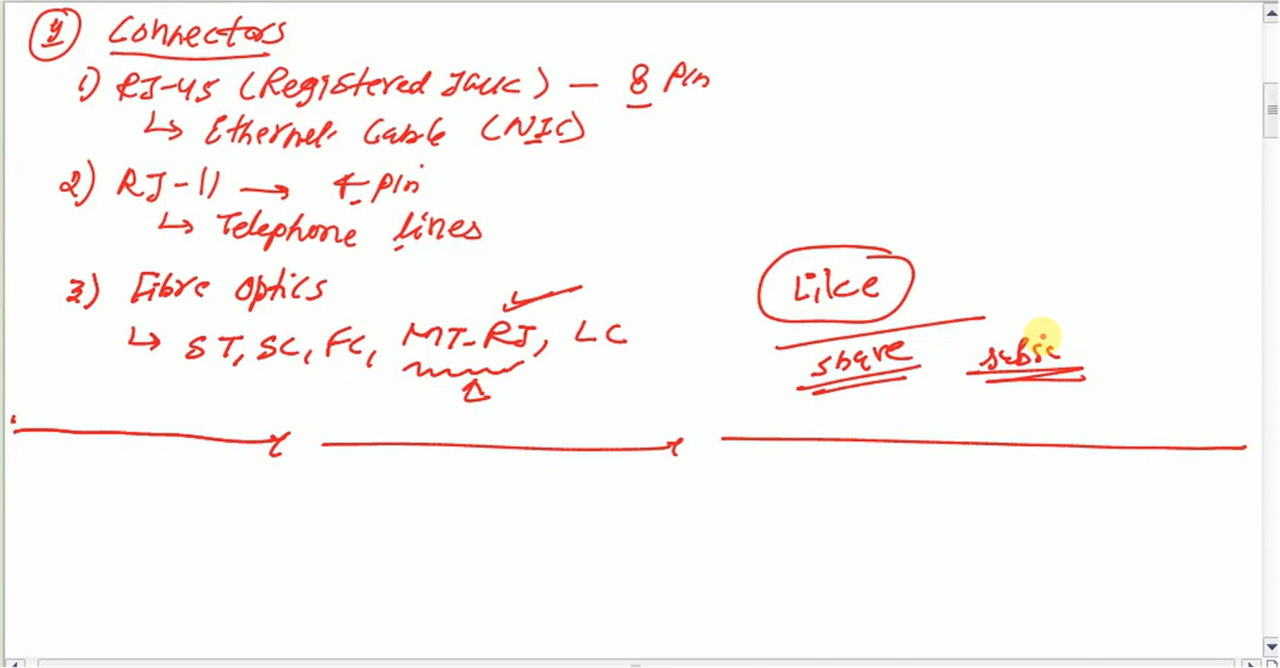 4 Connectors
1) RJ-45 (Registered Jack) - 8 Pin
↳ Ethernet Cable (NIC)
2) RJ-11 → 4 pin
↳ Telephone lines
3) Fibre optics
↳ ST, SC, FC, MT-RJ, LC
Like
share subsc